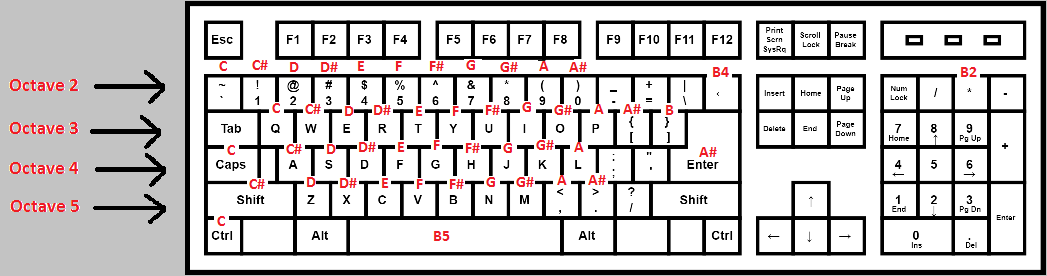 Esc F1 F2 F3 F4 F5 F6 F7 F8 F9 F10 F11 F12 Print Scrn SysRq Scroll Lock Pause Break
C C# D D# E F F# G G# A A# B4 B2
Octave 2
~ ! @ # $ % ^ & * ( ) _ + | ←
` 1 2 3 4 5 6 7 8 9 0 - = \
Insert Home Page Up Num Lock / * -
C C# D D# E F F# G G# A A# B
Octave 3
Tab Q W E R T Y U I O P { [ } ] Delete End Page Down 7 Home 8 ↑ 9 Pg Up +
C C# D D# E F F# G G# A A#
Octave 4
Caps A S D F G H J K L : ; " ' Enter 4 ← 5 6 →
C# D D# E F F# G G# A A#
Octave 5
Shift Z X C V B N M < , > . ? / Shift ↑ 1 End 2 ↓ 3 Pg Dn Enter
C
Ctrl Alt B5 Alt Ctrl ← ↓ → 0 Ins . Del